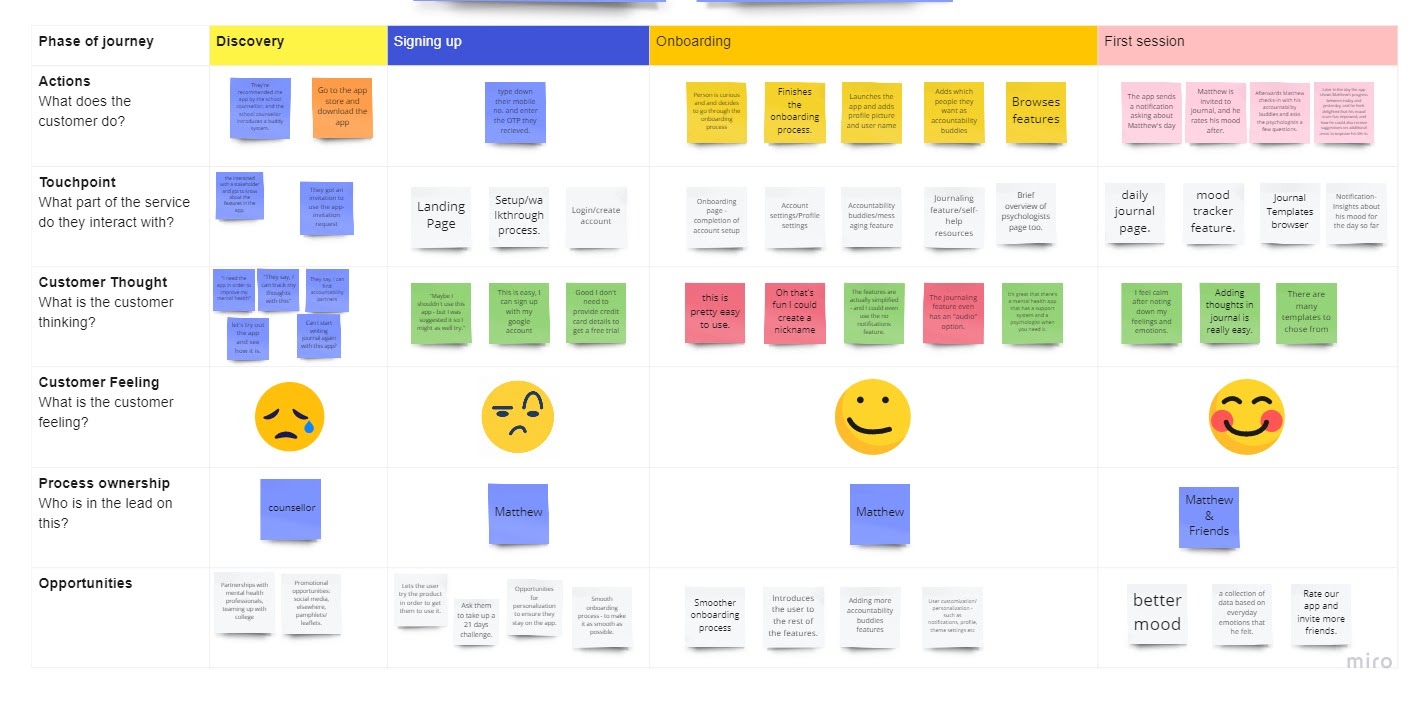 Phase of journey
Discovery
Signing up
Onboarding
First session
Actions
What does the
customer do?
They're
recommended the
app by the school
counsellor, and the
school counsellor
introduces a buddy
system.
Go to the app
store and
download the
app
type down
their mobile
no. and enter
the OTP they
recieved.
Person is curious
and and decides
to go through the
onboarding
process
Finishes
the
onboarding
process.
Launches the
app and adds
profile picture
and user name
Adds which
people they
want as
accountability
buddies
Browses
features
The app sends
a notification
asking about
Matthew's day
Matthew is
invited to
journal, and he
rates his mood
after.
Afterwards Matthew
checks-in with his
accountability
buddies and asks
the psychologist a
few questions.
Later in the day the app
shows Matthew's progress
between today and
yesterday and he feels
delighted that his mood
Touchpoint
What part of the service
do they interact with?
the interacted
with a stakeholder
and got to know
about the
features in the
app
They got an
invitation to
use the app-
invitation
request
Landing
Page
Setup/wa
lkthrough
process.
Login/create
account
Onboarding
page -
completion of
account setup
Account
settings/Profile
settings
Accountability
buddies/mess
aging feature
Journaling
feature/self-
help
resources
Brief
overview of
psychologists
page too.
daily
journal
page.
mood
tracker
feature.
Journal
Templates
browser
Notification-
Insights about
his mood for
the day so far
Customer Thought
What is the customer
thinking?
"I need the
app in order to
improve my
mental health"
"They say, I
can track my
thoughts
with this"
They say, I can
find
accountability
partners
let's try out
this app
and see
how it is.
Can I start
writing
journal again
with this app?
"Maybe I
shouldn't use this
app - but I was
suggested it so I
might as well try."
This is easy, I
can sign up
with my
google
account
Good I don't
need to
provide credit
card details to
get a free trial
this is
pretty easy
to use.
Oh that's
fun I could
create a
nickname
The features are
actually simplified
- and I could even
use the no
notifications
feature.
The journaling
feature even
has an "audio"
option.
It's great that there's
a mental health app
that has a support
system and a
psychologist when
you need it.
I feel calm
after noting
down my
feelings and
emotions.
Adding
thoughts in
journal is
really easy.
There are
many
templates to
chose from
Customer Feeling
What is the customer
feeling?
Process ownership
Who is in the lead on
this?
counsellor
Matthew
Matthew
Matthew
&
Friends
Opportunities
Partnerships with
mental health
professionals,
teaming up with
college
Promotional
opportunities:
social media,
elsewhere,
pamphlets/
leaflets.
Lets the user
try the product
in order to get
them to use it.
Ask them
to take up a
21 days
challenge.
Opportunities
for
personalization
to ensure they
stay on the app.
Smooth
onboarding
process - to make
it as smooth as
possible.
Smoother
onboarding
process
Introduces
the user to
the rest of
the features.
Adding more
accountability
buddies
features
User customization/
personalization -
such as
notifications, profile,
theme settings etc
better
mood
a collection of
data based on
everyday
emotions that
he felt.
Rate our
app and
invite more
friends.
miro